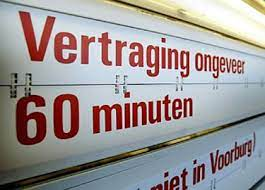 Vertraging ongeveer
60 minuten
niet in Voorburg)